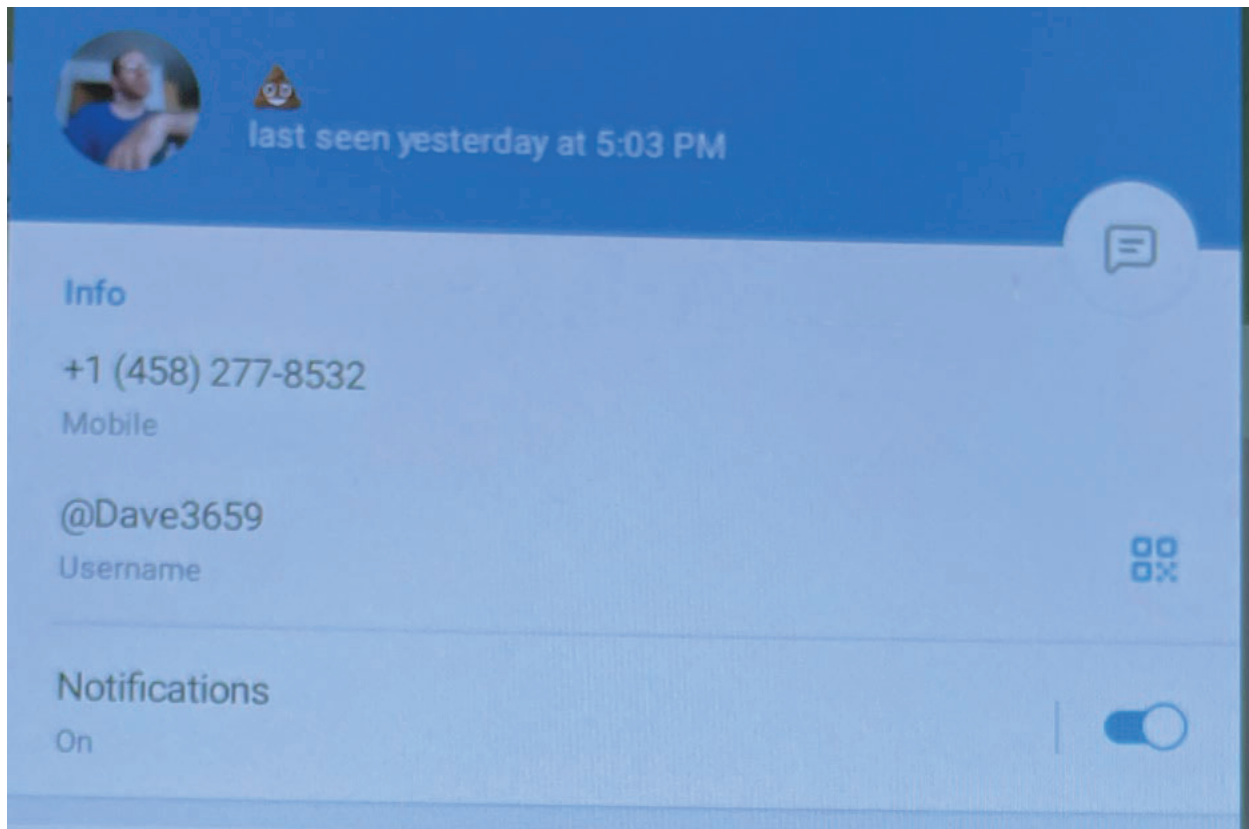 💩
last seen yesterday at 5:03 PM
Info
+1 (458) 277-8532
Mobile
@Dave3659
Username
Notifications
On